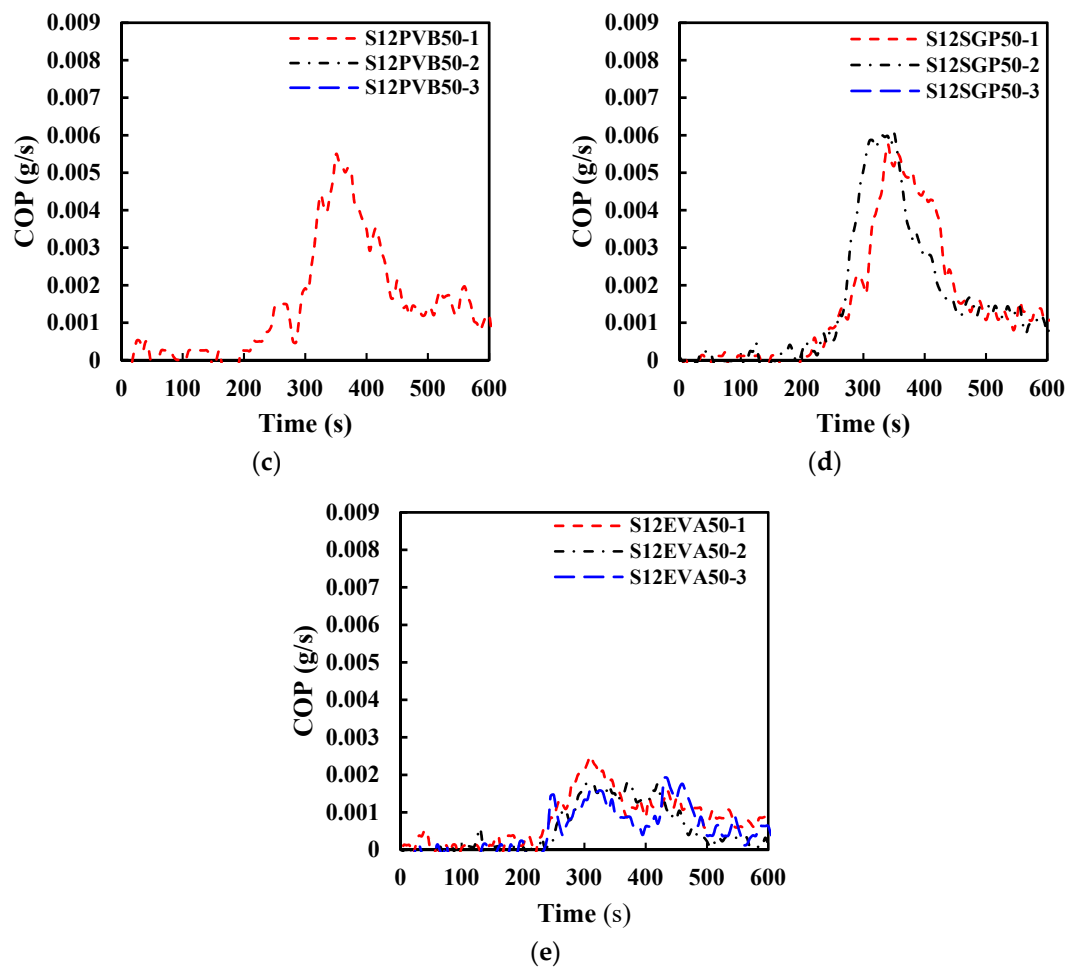 0.009
0.008
0.007
0.006
0.005
0.004
0.003
0.002
0.001
0
COP (g/s)
S12PVB50-1
S12PVB50-2
S12PVB50-3
0 100 200 300 400 500 600
Time (s)
(c)
0.009
0.008
0.007
0.006
0.005
0.004
0.003
0.002
0.001
0
COP (g/s)
S12SGP50-1
S12SGP50-2
S12SGP50-3
0 100 200 300 400 500 600
Time (s)
(d)
0.009
0.008
0.007
0.006
0.005
0.004
0.003
0.002
0.001
0
COP (g/s)
S12EVA50-1
S12EVA50-2
S12EVA50-3
0 100 200 300 400 500 600
Time (s)
(e)